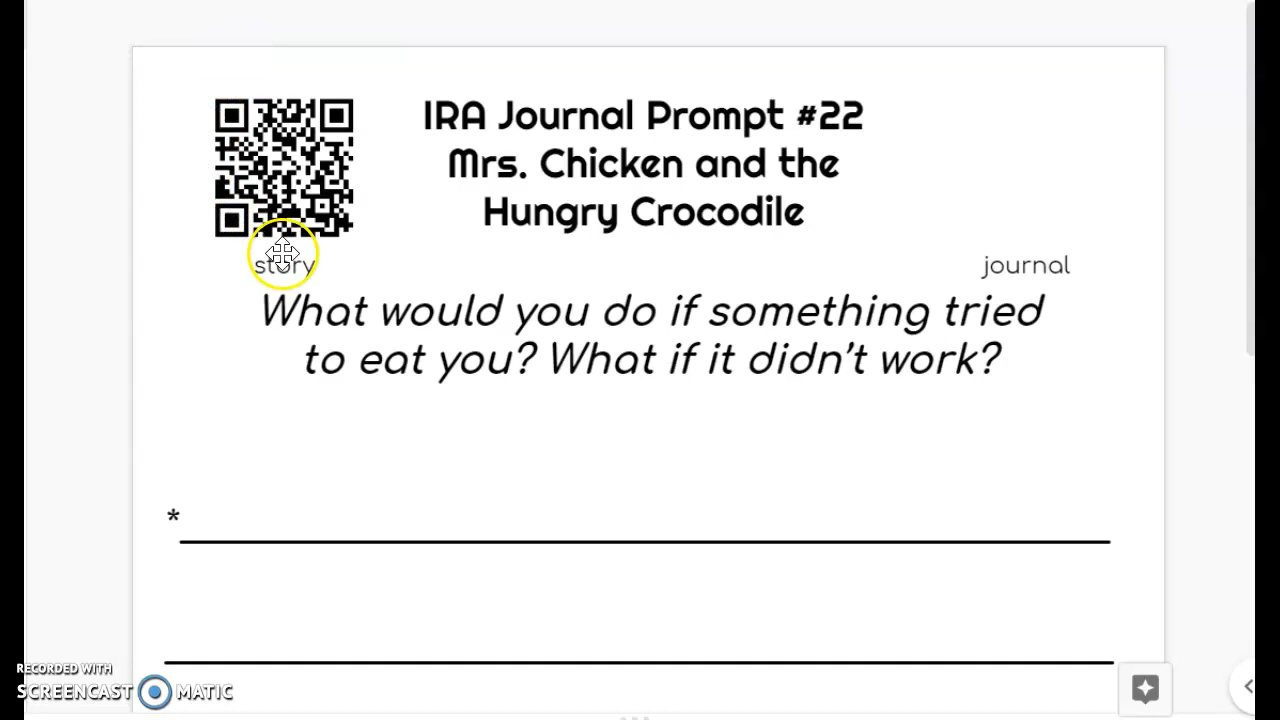 IRA Journal Prompt #22
Mrs. Chicken and the
Hungry Crocodile
story
journal
What would you do if something tried
to eat you? What if it didn't work?
*
RECORDED WITH
SCREENCAST MATIC